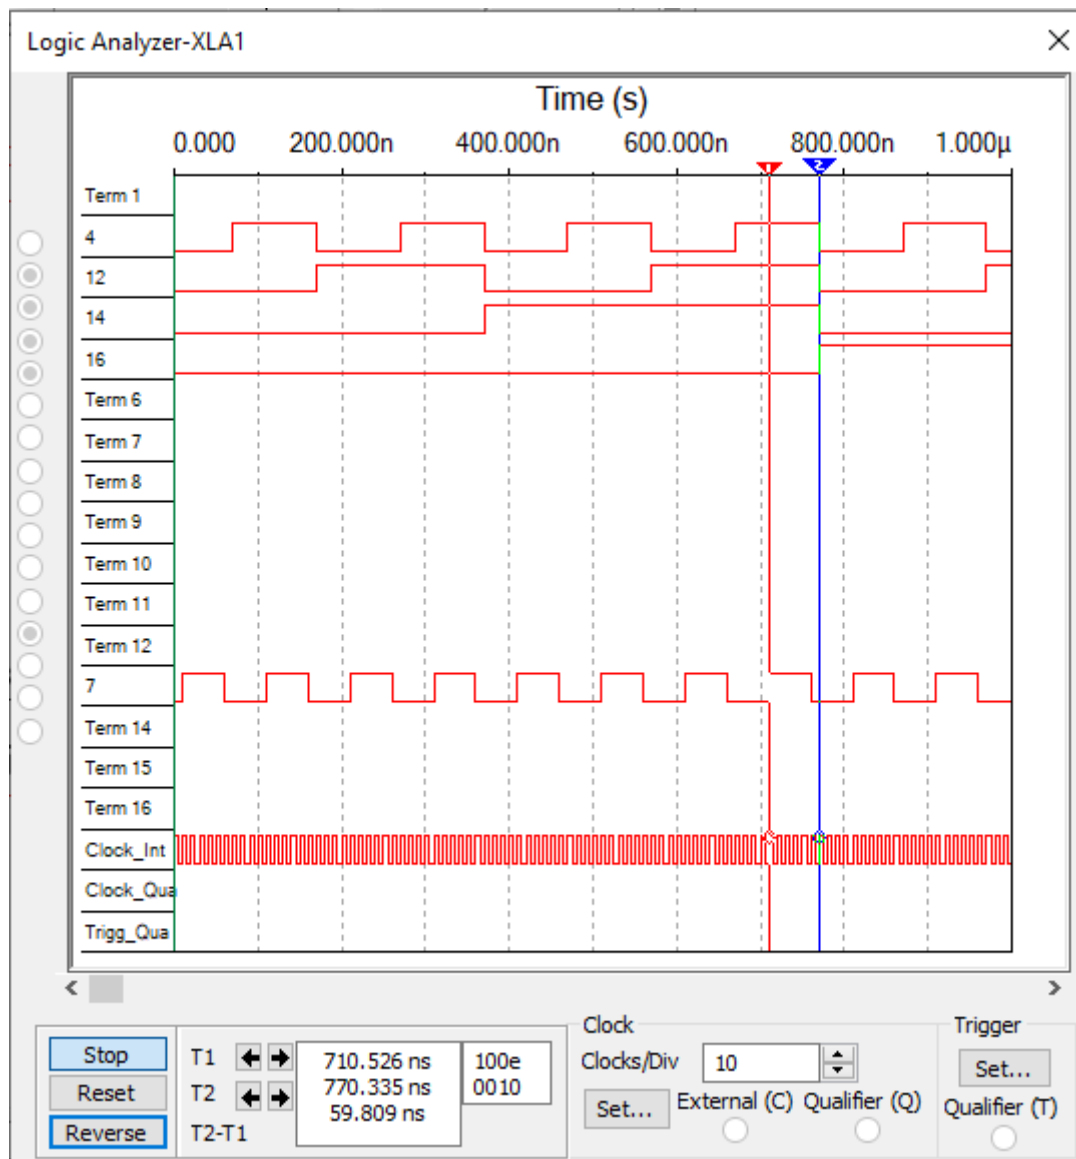 Logic Analyzer-XLA1
Time (s)
0.000 200.000n 400.000n 600.000n 800.000n 1.000µ
1 2
Term 1
4
12
14
16
Term 6
Term 7
Term 8
Term 9
Term 10
Term 11
Term 12
7
Term 14
Term 15
Term 16
Clock_Int
Clock_Qua
Trigg_Qua
Stop
Reset
Reverse
T1 710.526 ns 100e
T2 770.335 ns 0010
T2-T1 59.809 ns
Clock
Clocks/Div 10
Set... External (C) Qualifier (Q)
Trigger
Set...
Qualifier (T)